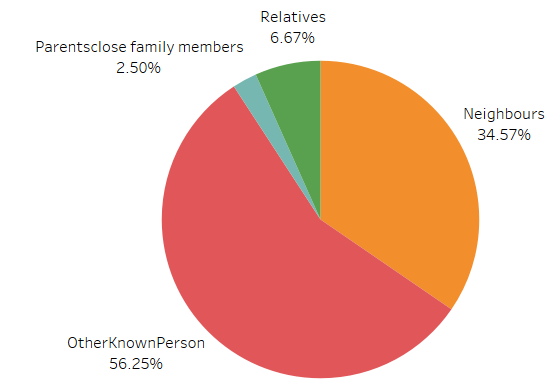 Relatives
6.67%
Parentsclose family members
2.50%
Neighbours
34.57%
OtherKnownPerson
56.25%